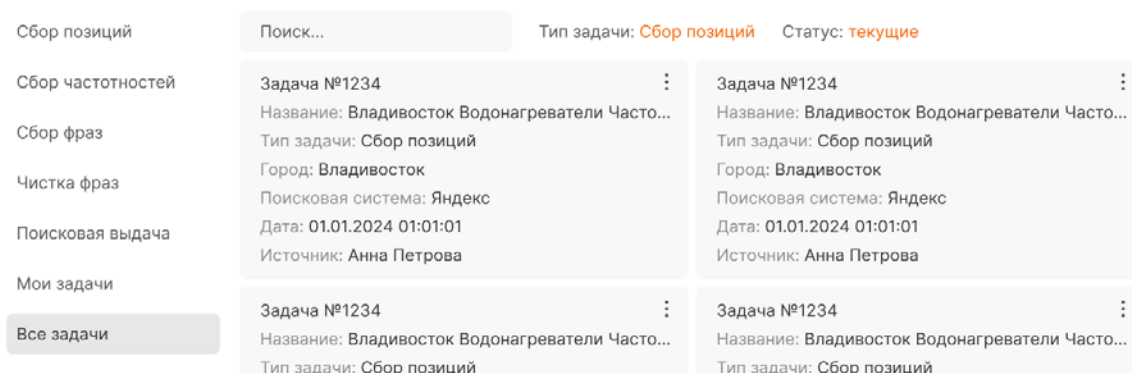 Сбор позиций
Сбор частотностей
Сбор фраз
Чистка фраз
Поисковая выдача
Мои задачи
Все задачи
Поиск...
Тип задачи: Сбор позиций
Статус: текущие
Задача №1234
Название: Владивосток Водонагреватели Часто...
Тип задачи: Сбор позиций
Город: Владивосток
Поисковая система: Яндекс
Дата: 01.01.2024 01:01:01
Источник: Анна Петрова
Задача №1234
Название: Владивосток Водонагреватели Часто...
Тип задачи: Сбор позиций
Город: Владивосток
Поисковая система: Яндекс
Дата: 01.01.2024 01:01:01
Источник: Анна Петрова
Задача №1234
Название: Владивосток Водонагреватели Часто...
Тип задачи: Сбор позиций
Задача №1234
Название: Владивосток Водонагреватели Часто...
Тип задачи: Сбор позиций